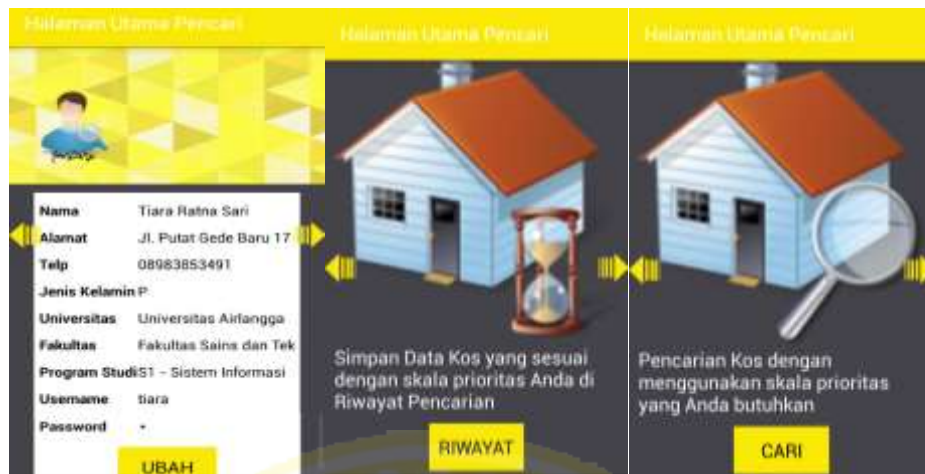 Halaman Utama Pencari
pencari
Nama Tiara Ratna Sari
Alamat Jl. Putat Gede Baru 17
Telp 08983853491
Jenis Kelamin P
Universitas Universitas Airlangga
Fakultas Fakultas Sains dan Tek
Program Studi S1 - Sistem Informasi
Username tiara
Password
UBAH
Halaman Utama Pencari
Simpan Data Kos yang sesuai
dengan skala prioritas Anda di
Riwayat Pencarian
RIWAYAT
Halaman Utama Pencari
Pencarian Kos dengan
menggunakan skala prioritas
yang Anda butuhkan
CARI